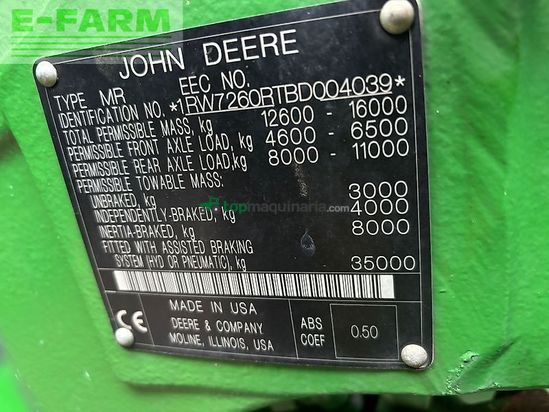 E-FARM
JOHN DEERE
EEC NO.
TYPE MR
IDENTIFICATION NO. *1RW7260RTBD004039*
TOTAL PERMISSIBLE MASS, kg 12600 - 16000
PERMISSIBLE FRONT AXLE LOAD, kg 4600 - 6500
PERMISSIBLE REAR AXLE LOAD,kg 8000 - 11000
PERMISSIBLE TOWABLE MASS:
UNBRAKED, kg 3000
INDEPENDENTLY-BRAKED, kg 4000
INERTIA-BRAKED, kg 8000
FITTED WITH ASSISTED BRAKING
SYSTEM (HYD OR PNEUMATIC), kg 35000
topmaquinaria.com
CE
MADE IN USA
DEERE & COMPANY
MOLINE, ILLINOIS, USA
ABS
COEF
0.50